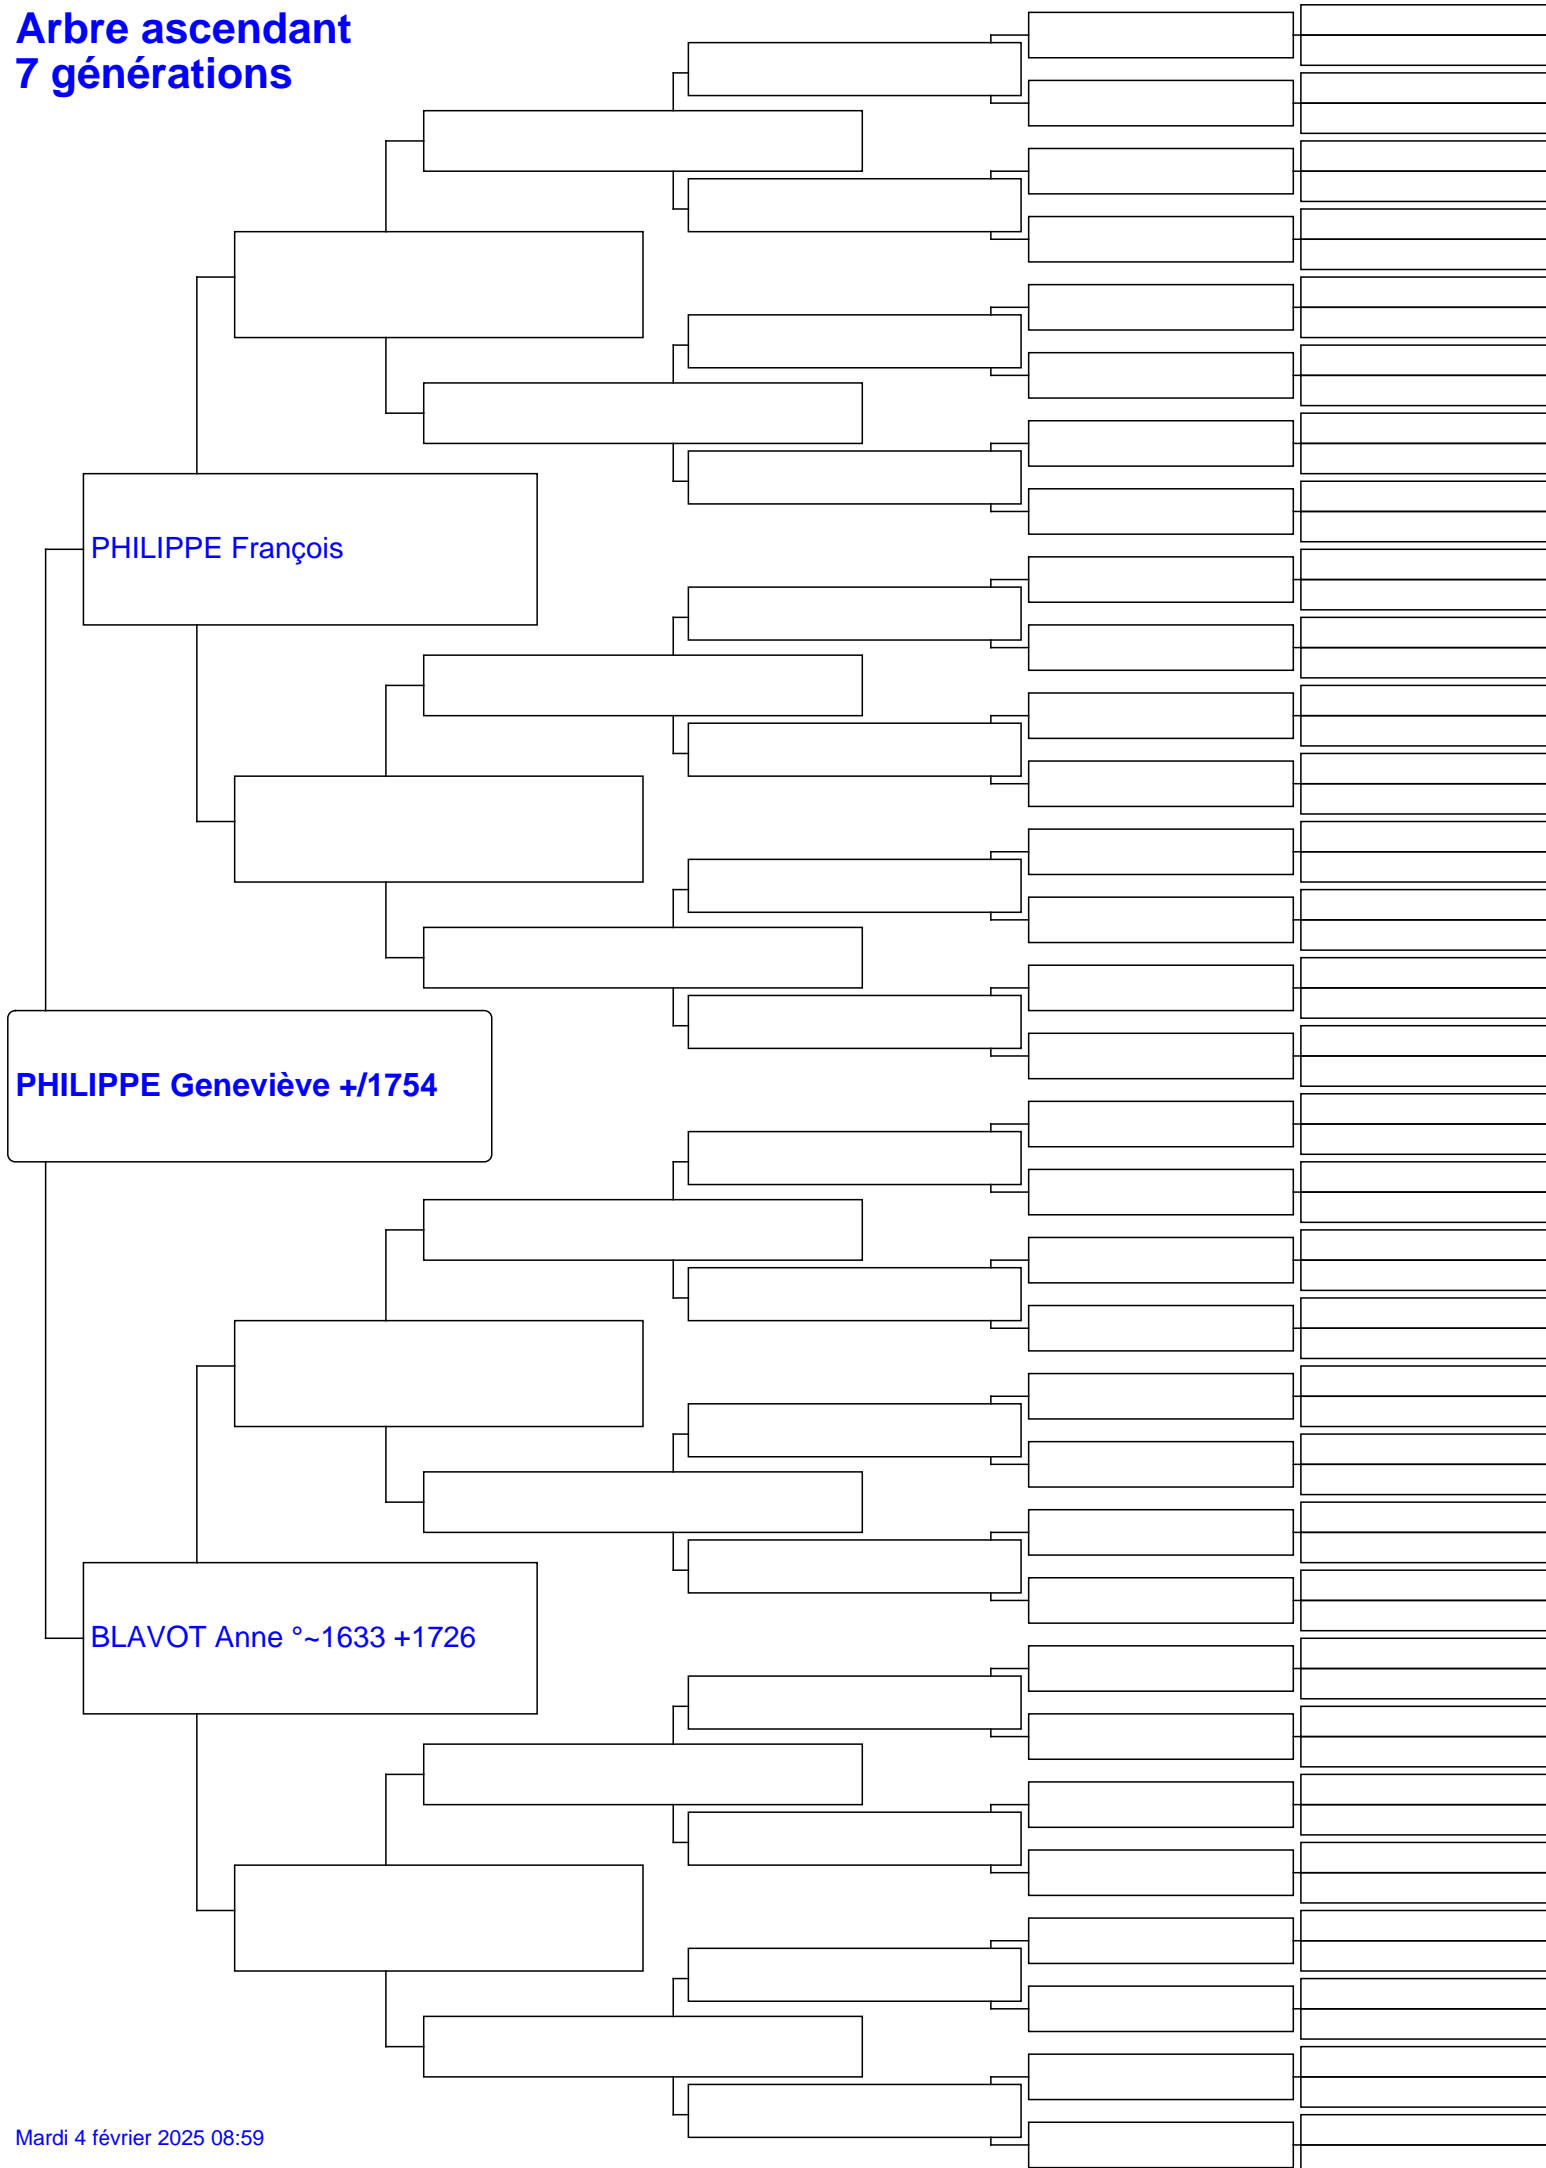 Arbre ascendant
7 générations
PHILIPPE François
PHILIPPE Geneviève +/1754
BLAVOT Anne °~1633 +1726
Mardi 4 février 2025 08:59